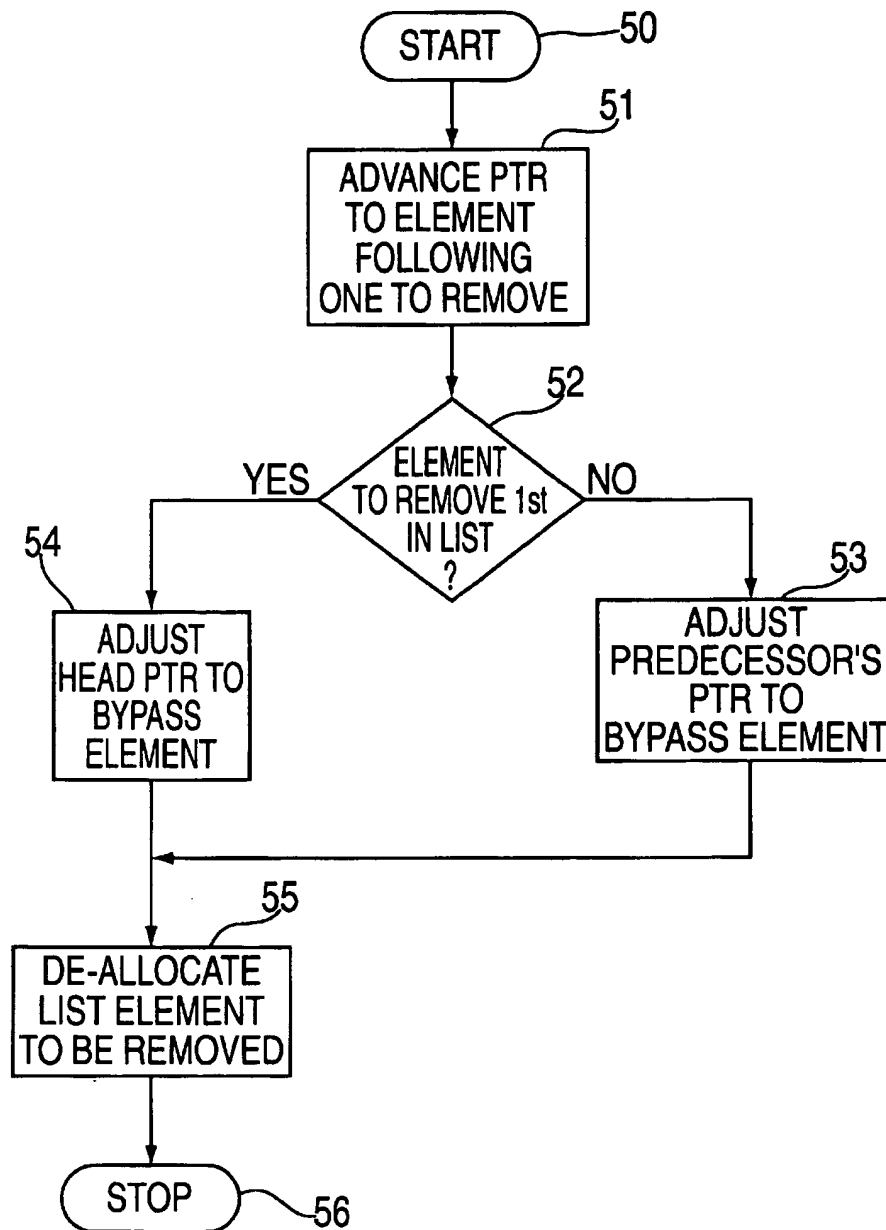 START
50
51
ADVANCE PTR
TO ELEMENT
FOLLOWING
ONE TO REMOVE
52
ELEMENT
TO REMOVE 1st
IN LIST
?
YES
NO
54
ADJUST
HEAD PTR TO
BYPASS
ELEMENT
53
ADJUST
PREDECESSOR'S
PTR TO
BYPASS ELEMENT
55
DE-ALLOCATE
LIST ELEMENT
TO BE REMOVED
STOP
56